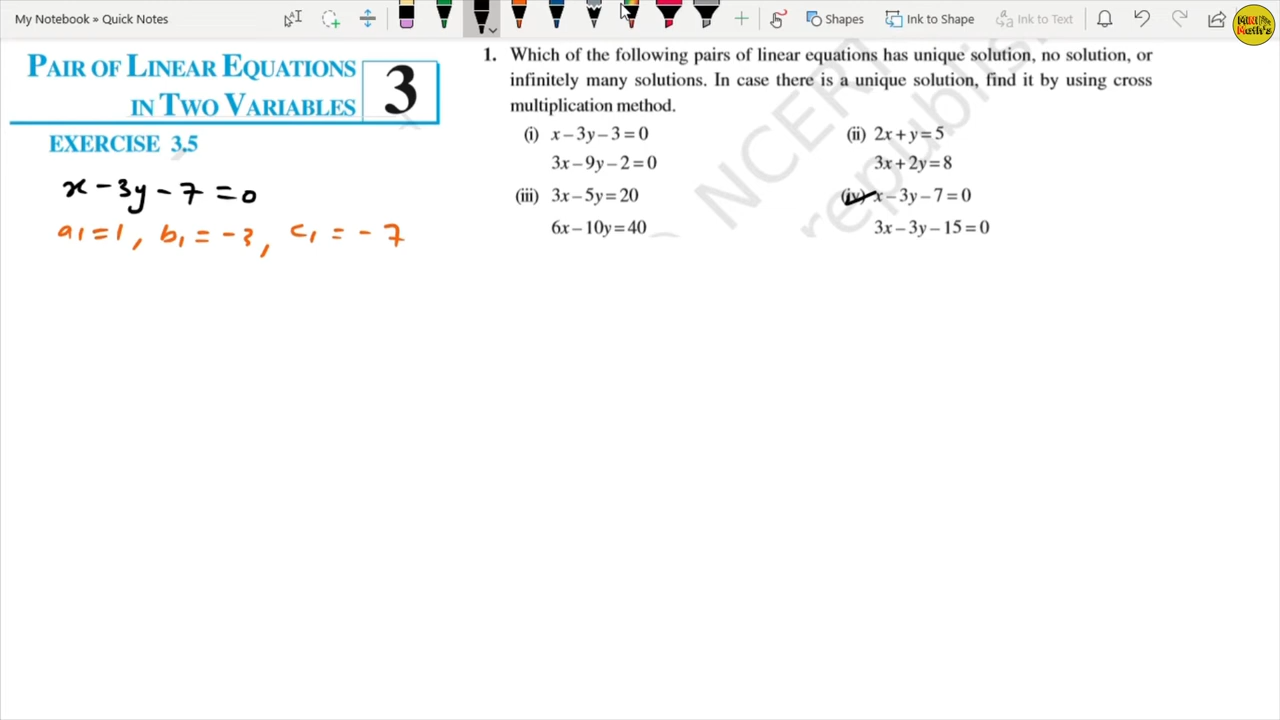 My Notebook » Quick Notes
Shapes
Ink to Shape
Ink to Text
MINI Math's
PAIR OF LINEAR EQUATIONS
IN TWO VARIABLES
3
EXERCISE 3.5
x - 3y - 7 = 0
a₁ = 1, b₁ = -3, c₁ = -7
1. Which of the following pairs of linear equations has unique solution, no solution, or
infinitely many solutions. In case there is a unique solution, find it by using cross
multiplication method.
(i) x – 3y – 3 = 0
3x – 9y – 2 = 0
(ii) 2x + y = 5
3x + 2y = 8
(iii) 3x – 5y = 20
6x – 10y = 40
(iv) x – 3y – 7 = 0
3x – 3y – 15 = 0
NCERT
republis